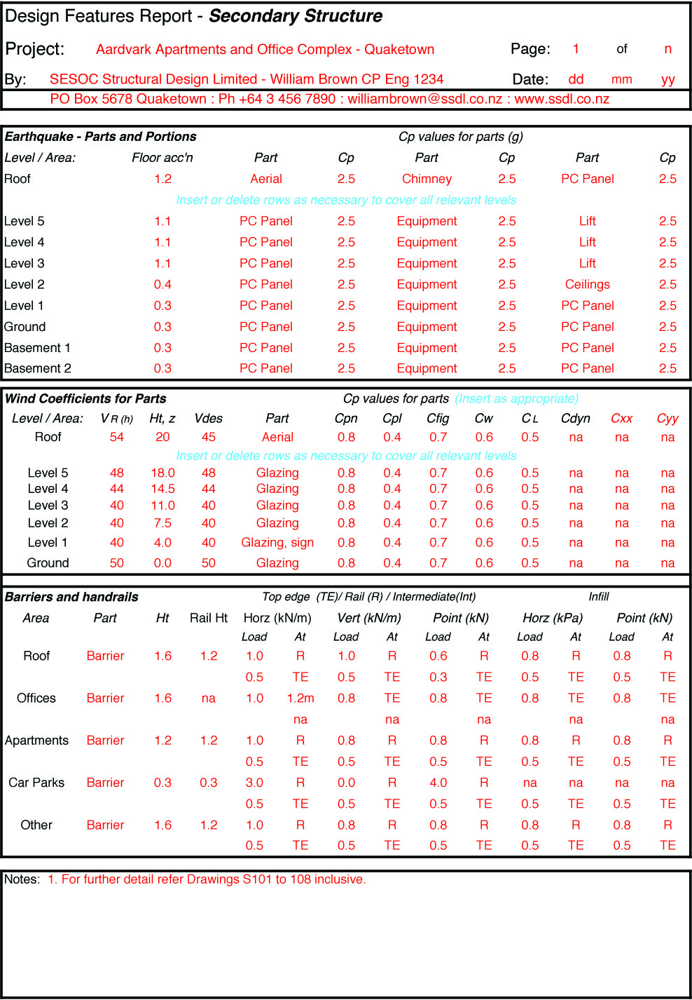 Design Features Report - Secondary Structure
Project: Aardvark Apartments and Office Complex - Quaketown Page: 1 of n
By: SESOC Structural Design Limited - William Brown CP Eng 1234 Date: dd mm yy
PO Box 5678 Quaketown : Ph +64 3 456 7890 : williambrown@ssdl.co.nz : www.ssdl.co.nz
Earthquake - Parts and Portions Cp values for parts (g)
Level / Area: Floor acc'n Part Cp Part Cp Part Cp
Roof 1.2 Aerial 2.5 Chimney 2.5 PC Panel 2.5
Insert or delete rows as necessary to cover all relevant levels
Level 5 1.1 PC Panel 2.5 Equipment 2.5 Lift 2.5
Level 4 1.1 PC Panel 2.5 Equipment 2.5 Lift 2.5
Level 3 1.1 PC Panel 2.5 Equipment 2.5 Lift 2.5
Level 2 0.4 PC Panel 2.5 Equipment 2.5 Ceilings 2.5
Level 1 0.3 PC Panel 2.5 Equipment 2.5 PC Panel 2.5
Ground 0.3 PC Panel 2.5 Equipment 2.5 PC Panel 2.5
Basement 1 0.3 PC Panel 2.5 Equipment 2.5 PC Panel 2.5
Basement 2 0.3 PC Panel 2.5 Equipment 2.5 PC Panel 2.5
Wind Coefficients for Parts Cp values for parts (Insert as appropriate)
Level / Area: V R (h) Ht, z Vdes Part Cpn Cpl Cfig Cw C L Cdyn Cxx Cyy
Roof 54 20 45 Aerial 0.8 0.4 0.7 0.6 0.5 na na na
Insert or delete rows as necessary to cover all relevant levels
Level 5 48 18.0 48 Glazing 0.8 0.4 0.7 0.6 0.5 na na na
Level 4 44 14.5 44 Glazing 0.8 0.4 0.7 0.6 0.5 na na na
Level 3 40 11.0 40 Glazing 0.8 0.4 0.7 0.6 0.5 na na na
Level 2 40 7.5 40 Glazing 0.8 0.4 0.7 0.6 0.5 na na na
Level 1 40 4.0 40 Glazing, sign 0.8 0.4 0.7 0.6 0.5 na na na
Ground 50 0.0 50 Glazing 0.8 0.4 0.7 0.6 0.5 na na na
Barriers and handrails Top edge (TE)/ Rail (R) / Intermediate(Int) Infill
Area Part Ht Rail Ht Horz (kN/m) Vert (kN/m) Point (kN) Horz (kPa) Point (kN)
Load At Load At Load At Load At Load At
Roof Barrier 1.6 1.2 1.0 R 1.0 R 0.6 R 0.8 R 0.8 R
0.5 TE 0.5 TE 0.3 TE 0.5 TE 0.5 TE
Offices Barrier 1.6 na 1.0 1.2m 0.8 TE 0.8 TE 0.8 TE 0.8 TE
na na na na na
Apartments Barrier 1.2 1.2 1.0 R 0.8 R 0.8 R 0.8 R 0.8 R
0.5 TE 0.5 TE 0.5 TE 0.5 TE 0.5 TE
Car Parks Barrier 0.3 0.3 3.0 R 0.0 R 4.0 R na na na na
0.5 TE 0.5 TE 0.5 TE 0.5 TE 0.5 TE
Other Barrier 1.6 1.2 1.0 R 0.8 R 0.8 R 0.8 R 0.8 R
0.5 TE 0.5 TE 0.5 TE 0.5 TE 0.5 TE
Notes: 1. For further detail refer Drawings S101 to 108 inclusive.